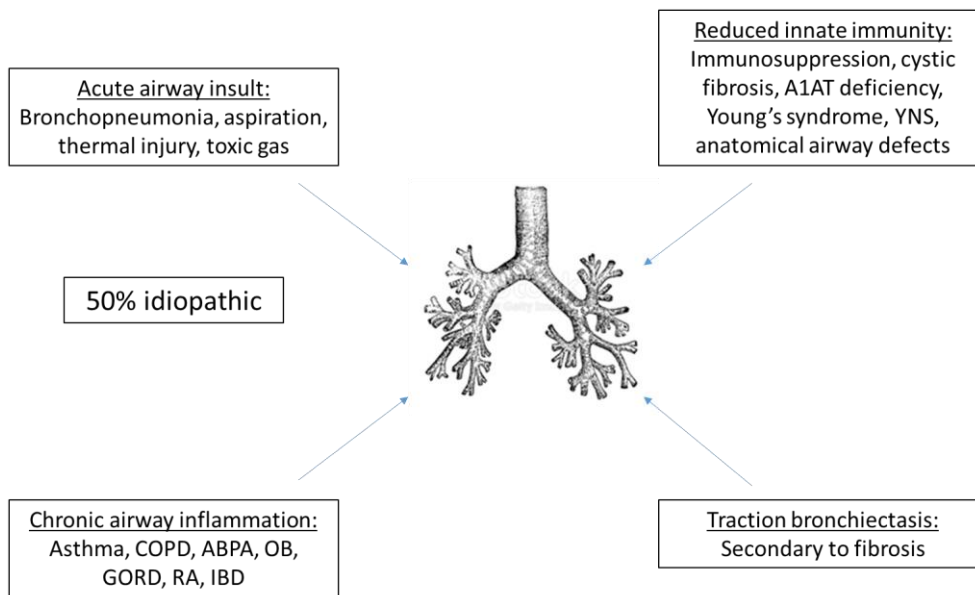 Acute airway insult:
Bronchopneumonia, aspiration,
thermal injury, toxic gas
Reduced innate immunity:
Immunosuppression, cystic
fibrosis, A1AT deficiency,
Young's syndrome, YNS,
anatomical airway defects
50% idiopathic
Chronic airway inflammation:
Asthma, COPD, ABPA, OB,
GORD, RA, IBD
Traction bronchiectasis:
Secondary to fibrosis